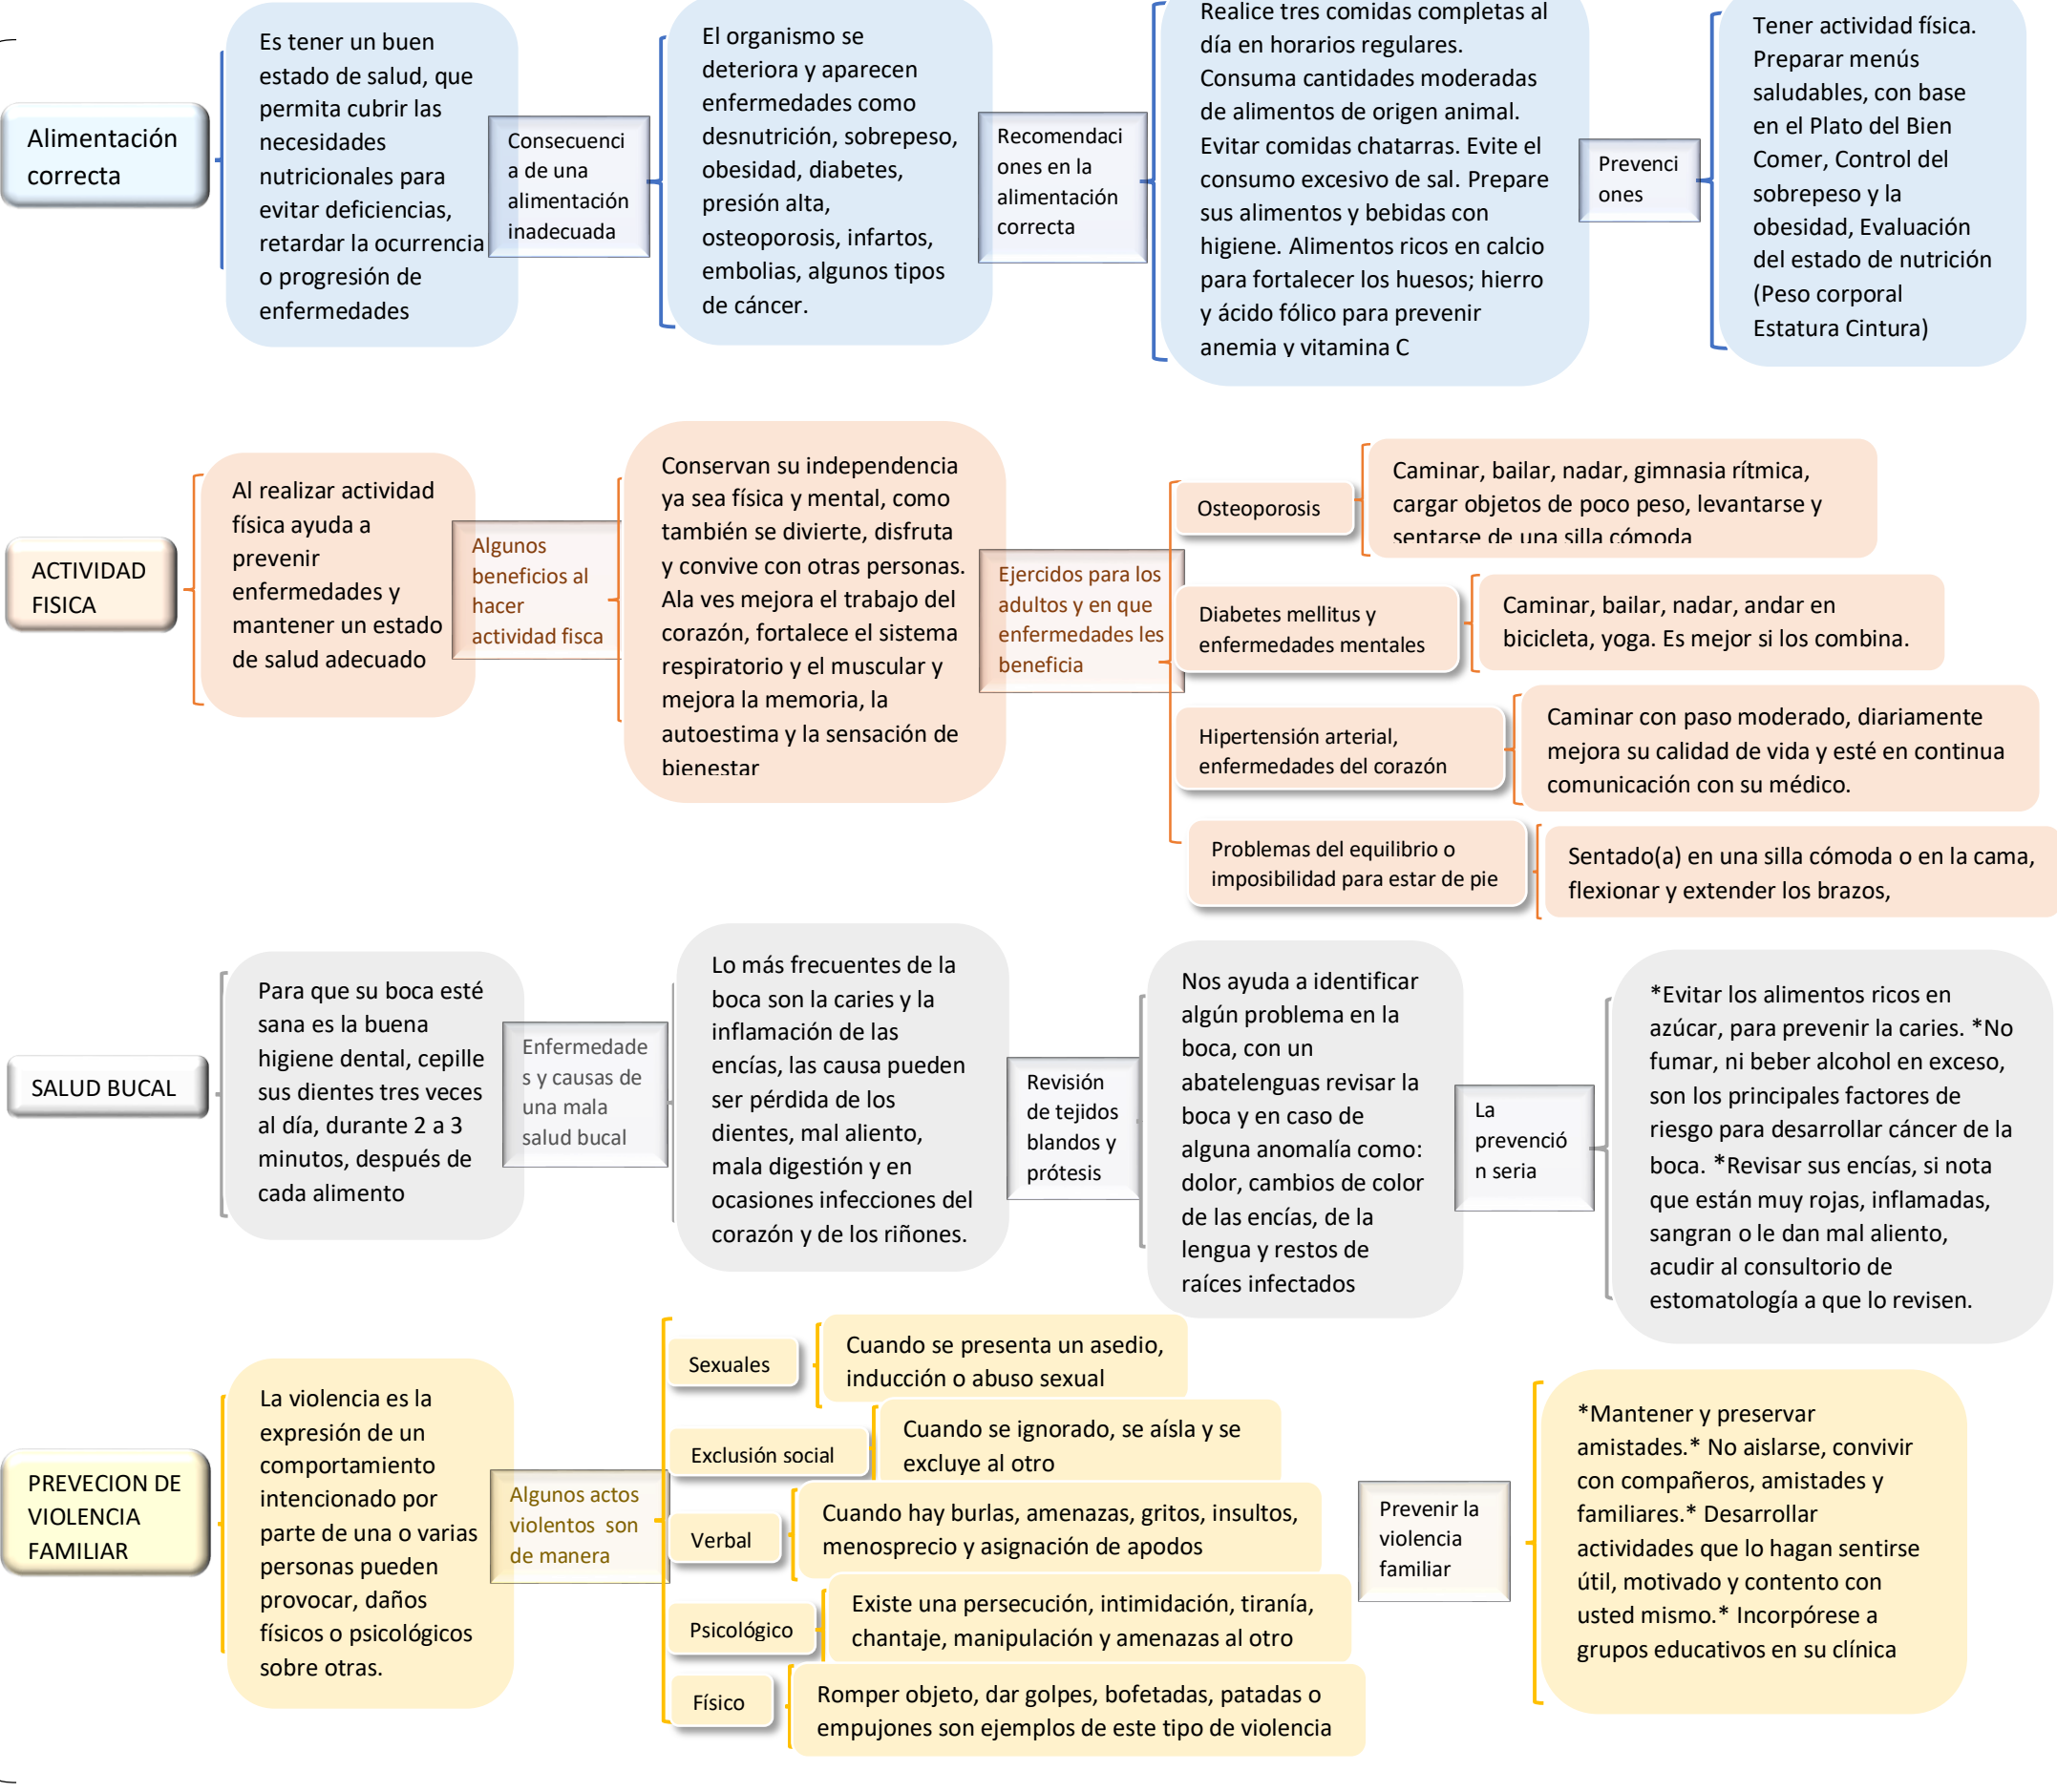 Alimentación
correcta
Es tener un buen
estado de salud, que
permita cubrir las
necesidades
nutricionales para
evitar deficiencias,
retardar la ocurrencia
o progresión de
enfermedades
Consecuenci
a de una
alimentación
inadecuada
El organismo se
deteriora y aparecen
enfermedades como
desnutrición, sobrepeso,
obesidad, diabetes,
presión alta,
osteoporosis, infartos,
embolias, algunos tipos
de cáncer.
Recomendaci
ones en la
alimentación
correcta
Realice tres comidas completas al
día en horarios regulares.
Consuma cantidades moderadas
de alimentos de origen animal.
Evitar comidas chatarras. Evite el
consumo excesivo de sal. Prepare
sus alimentos y bebidas con
higiene. Alimentos ricos en calcio
para fortalecer los huesos; hierro
y ácido fólico para prevenir
anemia y vitamina C
Prevenci
ones
Tener actividad física.
Preparar menús
saludables, con base
en el Plato del Bien
Comer, Control del
sobrepeso y la
obesidad, Evaluación
del estado de nutrición
(Peso corporal
Estatura Cintura)
ACTIVIDAD
FISICA
Al realizar actividad
física ayuda a
prevenir
enfermedades y
mantener un estado
de salud adecuado
Algunos
beneficios al
hacer
actividad fisca
Conservan su independencia
ya sea física y mental, como
también se divierte, disfruta
y convive con otras personas.
Ala ves mejora el trabajo del
corazón, fortalece el sistema
respiratorio y el muscular y
mejora la memoria, la
autoestima y la sensación de
bienestar
Ejercidos para los
adultos y en que
enfermedades les
beneficia
Osteoporosis
Caminar, bailar, nadar, gimnasia rítmica,
cargar objetos de poco peso, levantarse y
sentarse de una silla cómoda
Diabetes mellitus y
enfermedades mentales
Caminar, bailar, nadar, andar en
bicicleta, yoga. Es mejor si los combina.
Hipertensión arterial,
enfermedades del corazón
Caminar con paso moderado, diariamente
mejora su calidad de vida y esté en continua
comunicación con su médico.
Problemas del equilibrio o
imposibilidad para estar de pie
Sentado(a) en una silla cómoda o en la cama,
flexionar y extender los brazos,
SALUD BUCAL
Para que su boca esté
sana es la buena
higiene dental, cepille
sus dientes tres veces
al día, durante 2 a 3
minutos, después de
cada alimento
Enfermedade
s y causas de
una mala
salud bucal
Lo más frecuentes de la
boca son la caries y la
inflamación de las
encías, las causa pueden
ser pérdida de los
dientes, mal aliento,
mala digestión y en
ocasiones infecciones del
corazón y de los riñones.
Revisión
de tejidos
blandos y
prótesis
Nos ayuda a identificar
algún problema en la
boca, con un
abatelenguas revisar la
boca y en caso de
alguna anomalía como:
dolor, cambios de color
de las encías, de la
lengua y restos de
raíces infectados
La
prevenció
n seria
*Evitar los alimentos ricos en
azúcar, para prevenir la caries. *No
fumar, ni beber alcohol en exceso,
son los principales factores de
riesgo para desarrollar cáncer de la
boca. *Revisar sus encías, si nota
que están muy rojas, inflamadas,
sangran o le dan mal aliento,
acudir al consultorio de
estomatología a que lo revisen.
PREVECION DE
VIOLENCIA
FAMILIAR
La violencia es la
expresión de un
comportamiento
intencionado por
parte de una o varias
personas pueden
provocar, daños
físicos o psicológicos
sobre otras.
Algunos actos
violentos  son
de manera
Sexuales
Cuando se presenta un asedio,
inducción o abuso sexual
Exclusión social
Cuando se ignorado, se aísla y se
excluye al otro
Verbal
Cuando hay burlas, amenazas, gritos, insultos,
menosprecio y asignación de apodos
Psicológico
Existe una persecución, intimidación, tiranía,
chantaje, manipulación y amenazas al otro
Físico
Romper objeto, dar golpes, bofetadas, patadas o
empujones son ejemplos de este tipo de violencia
Prevenir la
violencia
familiar
*Mantener y preservar
amistades.* No aislarse, convivir
con compañeros, amistades y
familiares.* Desarrollar
actividades que lo hagan sentirse
útil, motivado y contento con
usted mismo.* Incorpórese a
grupos educativos en su clínica